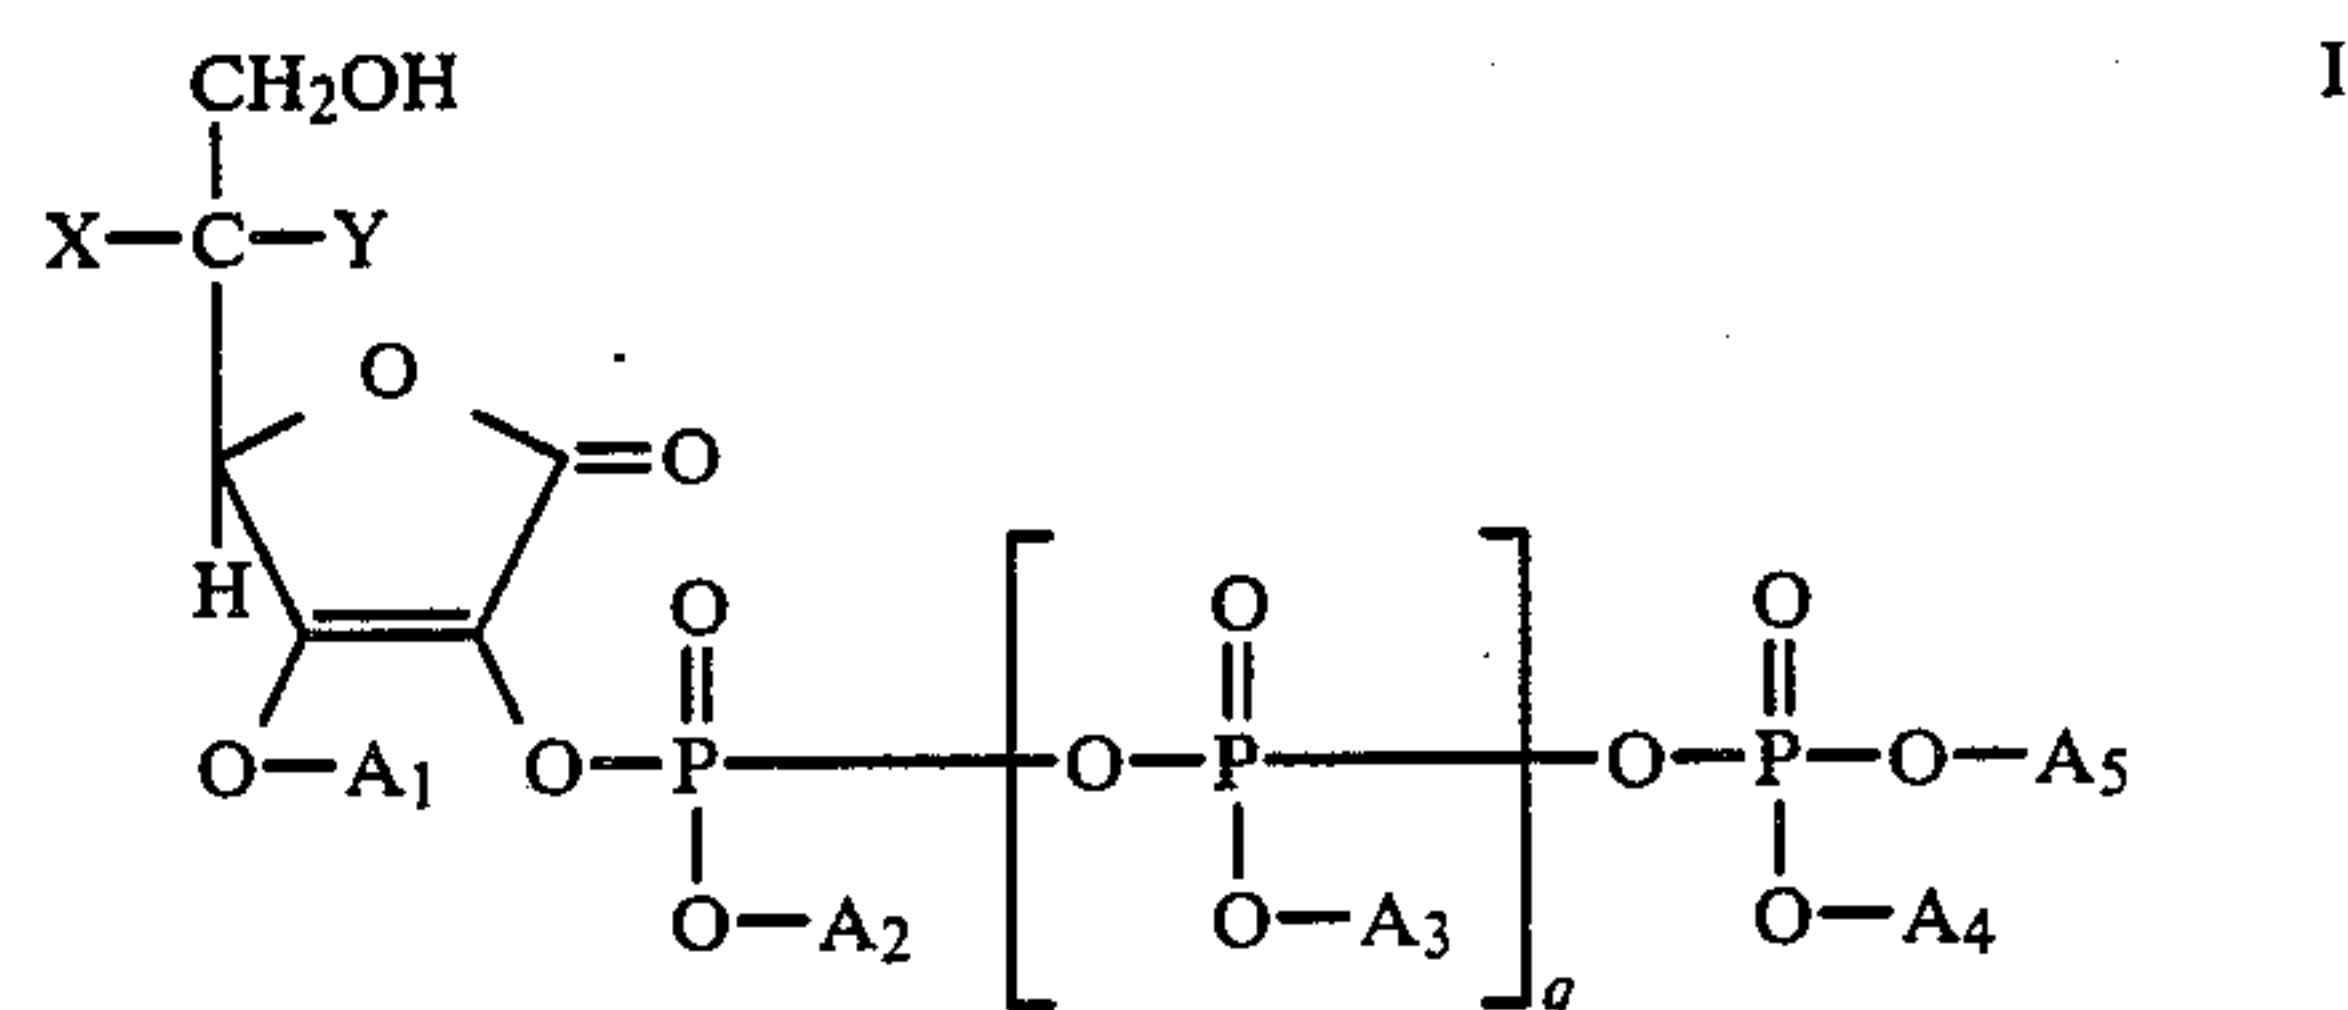 CH2OH I
X—C—Y
O
=O
H
O O O
O—A1 O—P—O—P—O—P—O—A5
O—A2 O—A3 O—A4
a